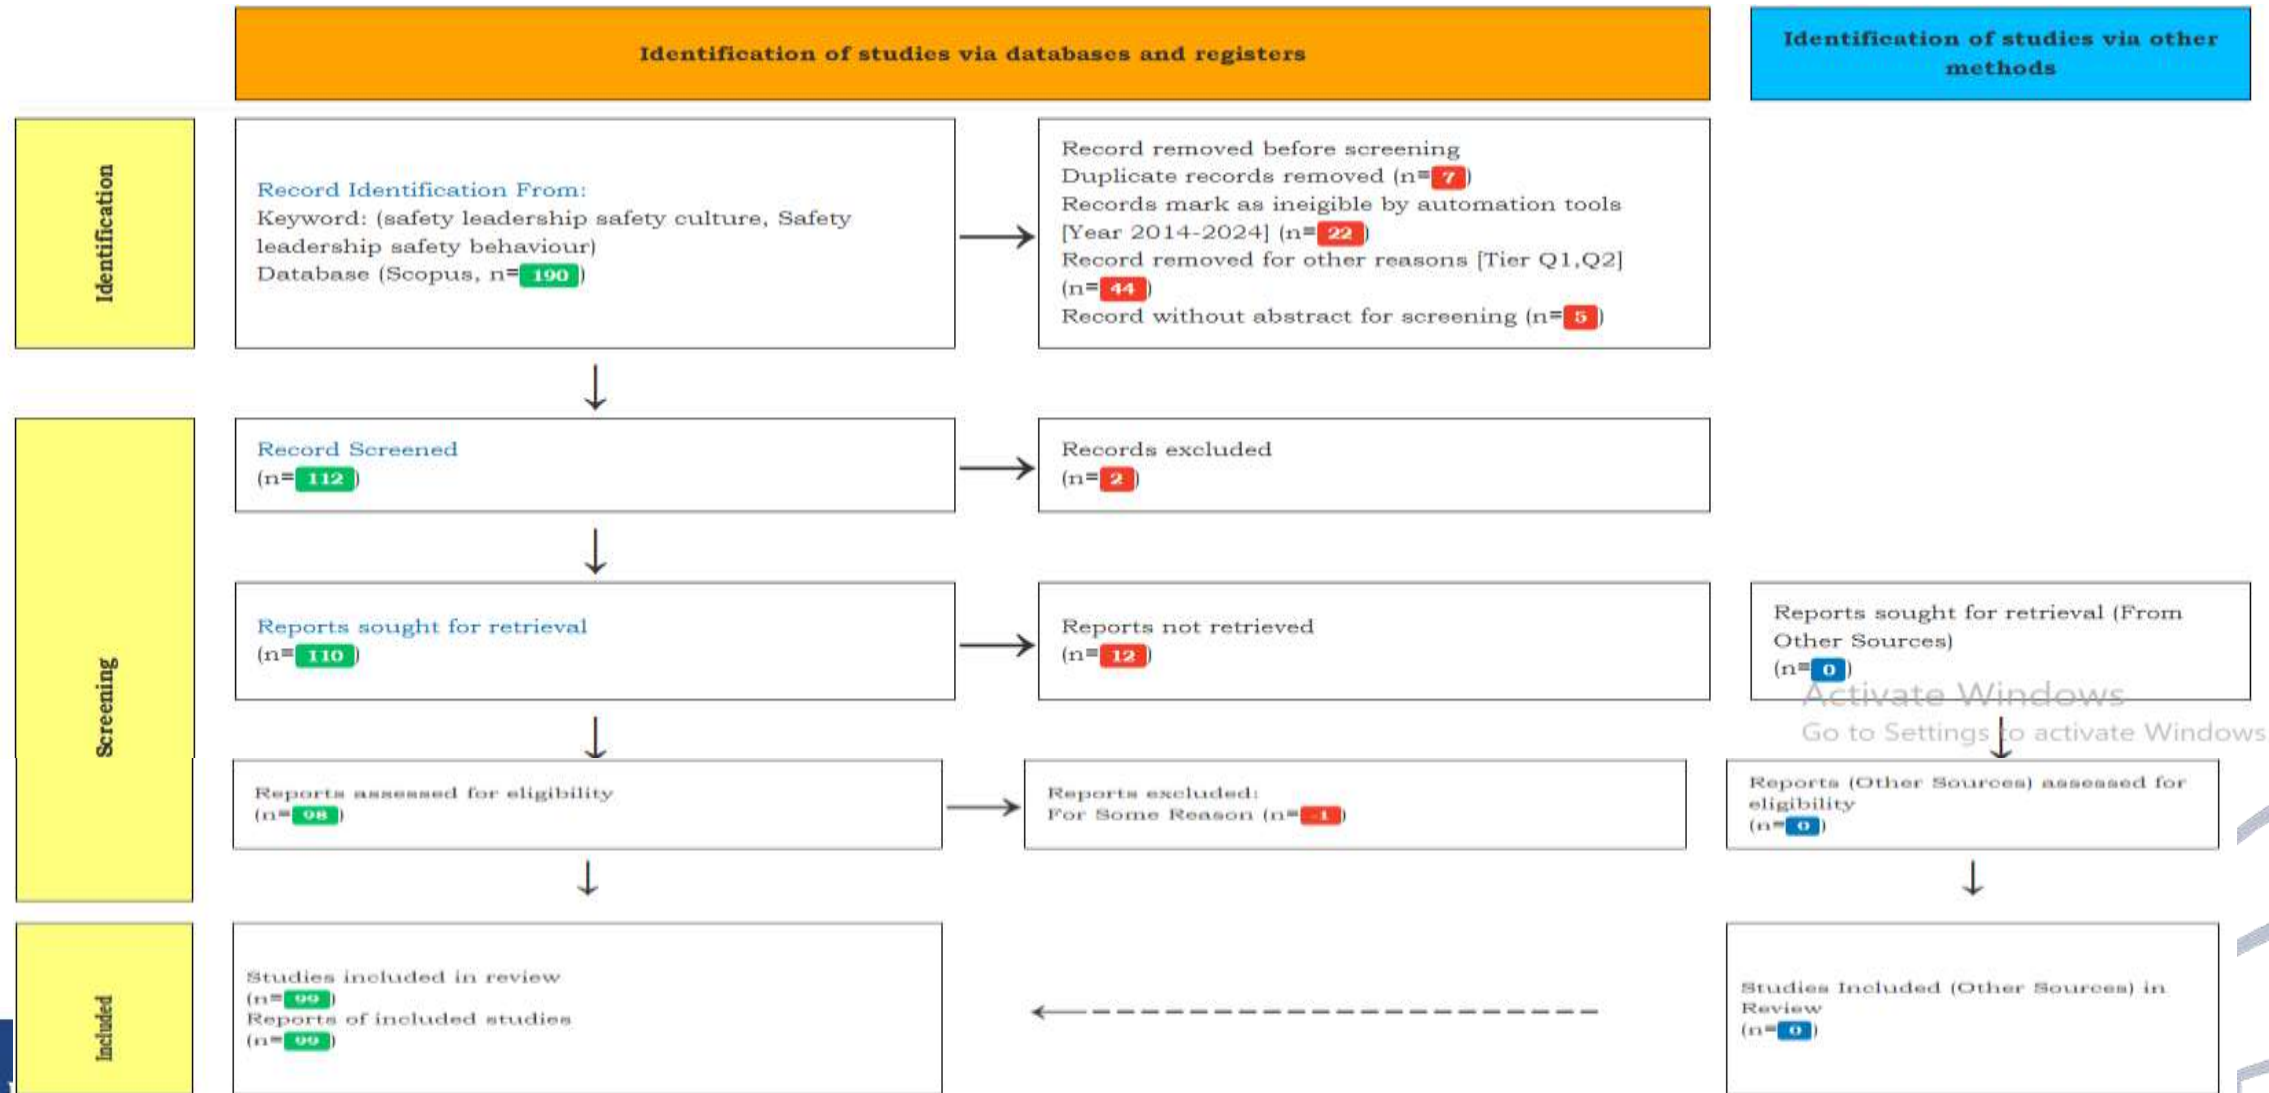 Identification of studies via databases and registers
Identification of studies via other
methods
Identification
Record Identification From:
Keyword: (safety leadership safety culture, Safety
leadership safety behaviour)
Database (Scopus, n= 190 )
Record removed before screening
Duplicate records removed (n= 7 )
Records mark as ineigible by automation tools
[Year 2014-2024] (n= 22 )
Record removed for other reasons [Tier Q1,Q2]
(n= 44 )
Record without abstract for screening (n= 5 )
Screening
Record Screened
(n= 112 )
Records excluded
(n= 2 )
Reports sought for retrieval
(n= 110 )
Reports not retrieved
(n= 12 )
Reports sought for retrieval (From
Other Sources)
(n= 0 )
Activate Windows
Go to Settings to activate Windows
Reports assessed for eligibility
(n= 98 )
Reports excluded:
For Some Reason (n= -1 )
Reports (Other Sources) assessed for
eligibility
(n= 0 )
Included
Studies included in review
(n= 99 )
Reports of included studies
(n= 99 )
Studies Included (Other Sources) in
Review
(n= 0 )